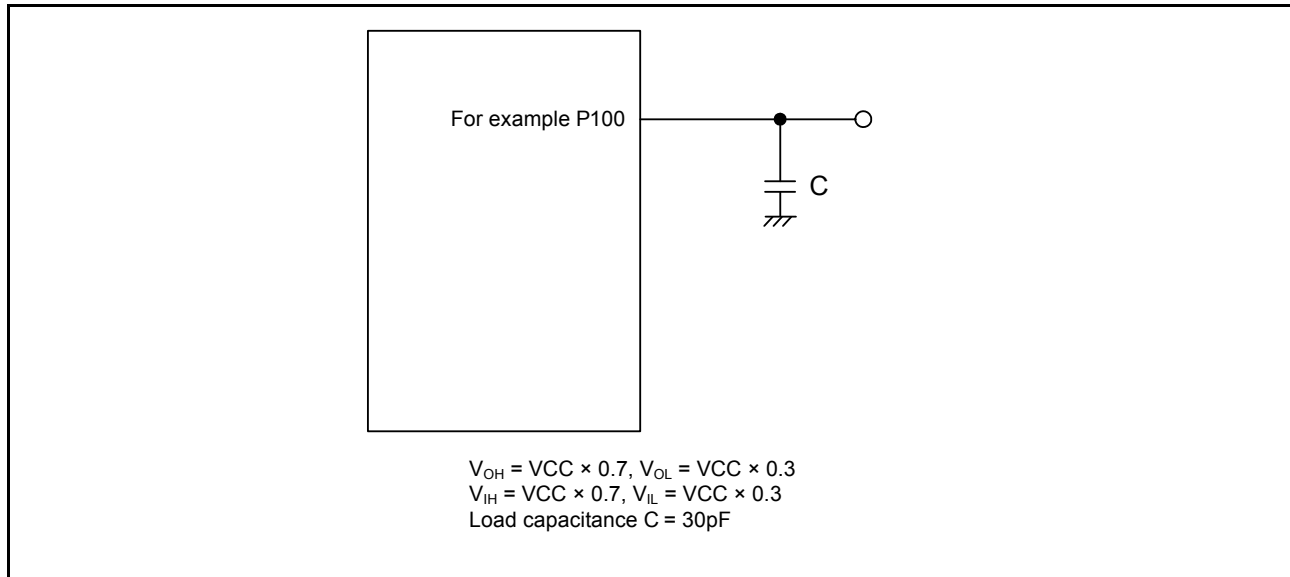 For example P100
C
V_OH = VCC × 0.7, V_OL = VCC × 0.3
V_IH = VCC × 0.7, V_IL = VCC × 0.3
Load capacitance C = 30pF